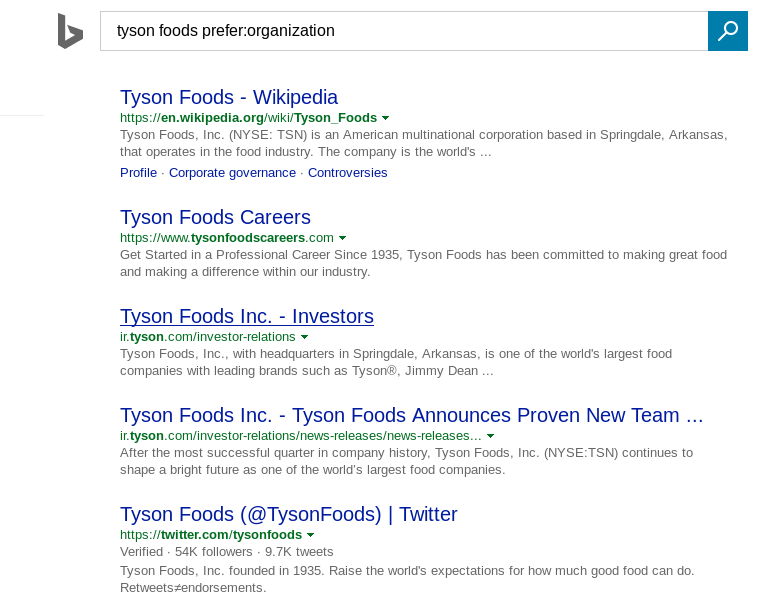 tyson foods prefer:organization
Tyson Foods - Wikipedia
https://en.wikipedia.org/wiki/Tyson_Foods
Tyson Foods, Inc. (NYSE: TSN) is an American multinational corporation based in Springdale, Arkansas,
that operates in the food industry. The company is the world's ...
Profile · Corporate governance · Controversies
Tyson Foods Careers
https://www.tysonfoodscareers.com
Get Started in a Professional Career Since 1935, Tyson Foods has been committed to making great food
and making a difference within our industry.
Tyson Foods Inc. - Investors
ir.tyson.com/investor-relations
Tyson Foods, Inc., with headquarters in Springdale, Arkansas, is one of the world's largest food
companies with leading brands such as Tyson®, Jimmy Dean ...
Tyson Foods Inc. - Tyson Foods Announces Proven New Team ...
ir.tyson.com/investor-relations/news-releases/news-releases...
After the most successful quarter in company history, Tyson Foods, Inc. (NYSE:TSN) continues to
shape a bright future as one of the world’s largest food companies.
Tyson Foods (@TysonFoods) | Twitter
https://twitter.com/tysonfoods
Verified · 54K followers · 9.7K tweets
Tyson Foods, Inc. founded in 1935. Raise the world's expectations for how much good food can do.
Retweets≠endorsements.